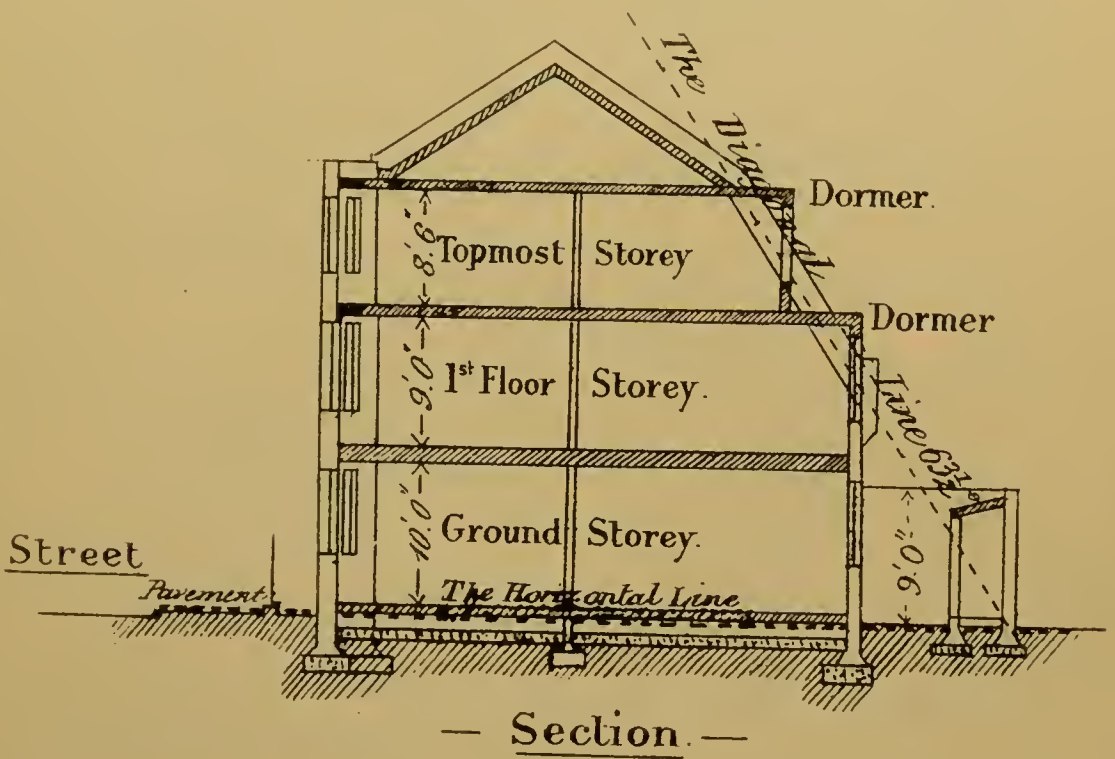 The Diagonal Line 63½°
Dormer.
8'.6"
Topmost Storey
Dormer
9'.0"
1st Floor Storey.
10'.0"
Ground Storey.
9'.0"
Street
Pavement
The Horizontal Line
— Section. —